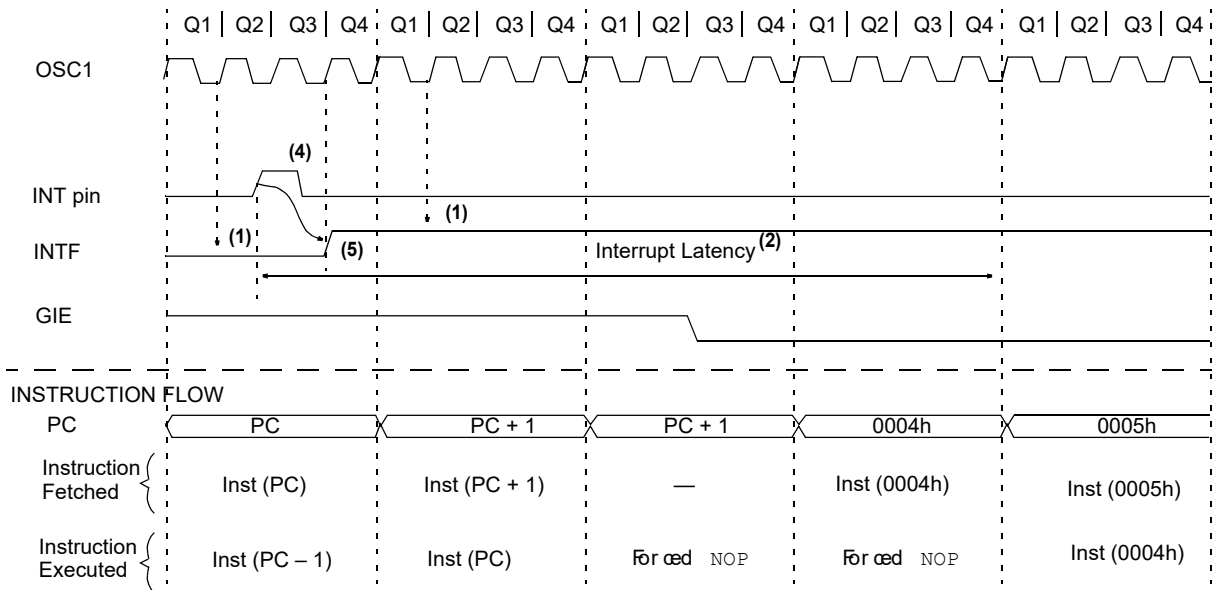 Q1 | Q2 | Q3 | Q4 | Q1 | Q2 | Q3 | Q4 | Q1 | Q2 | Q3 | Q4 | Q1 | Q2 | Q3 | Q4 | Q1 | Q2 | Q3 | Q4
OSC1
(4)
INT pin
(1)
(1)
INTF
(5)
Interrupt Latency(2)
GIE
INSTRUCTION FLOW
PC PC PC + 1 PC + 1 0004h 0005h
Instruction
Fetched
Inst (PC) Inst (PC + 1) — Inst (0004h) Inst (0005h)
Instruction
Executed
Inst (PC – 1) Inst (PC) Forced NOP Forced NOP Inst (0004h)